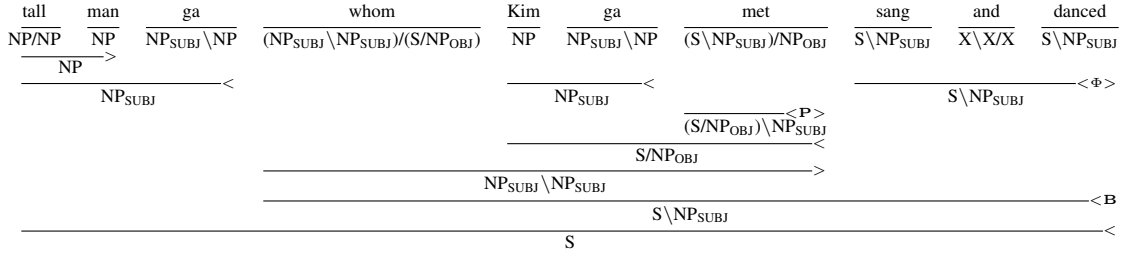 tall man ga whom Kim ga met sang and danced
NP/NP NP NP_SUBJ\NP (NP_SUBJ\NP_SUBJ)/(S/NP_OBJ) NP NP_SUBJ\NP (S\NP_SUBJ)/NP_OBJ S\NP_SUBJ X\X/X S\NP_SUBJ
>
NP
< < <Φ>
NP_SUBJ NP_SUBJ S\NP_SUBJ
<P>
(S/NP_OBJ)\NP_SUBJ
<
S/NP_OBJ
>
NP_SUBJ\NP_SUBJ
<B
S\NP_SUBJ
<
S